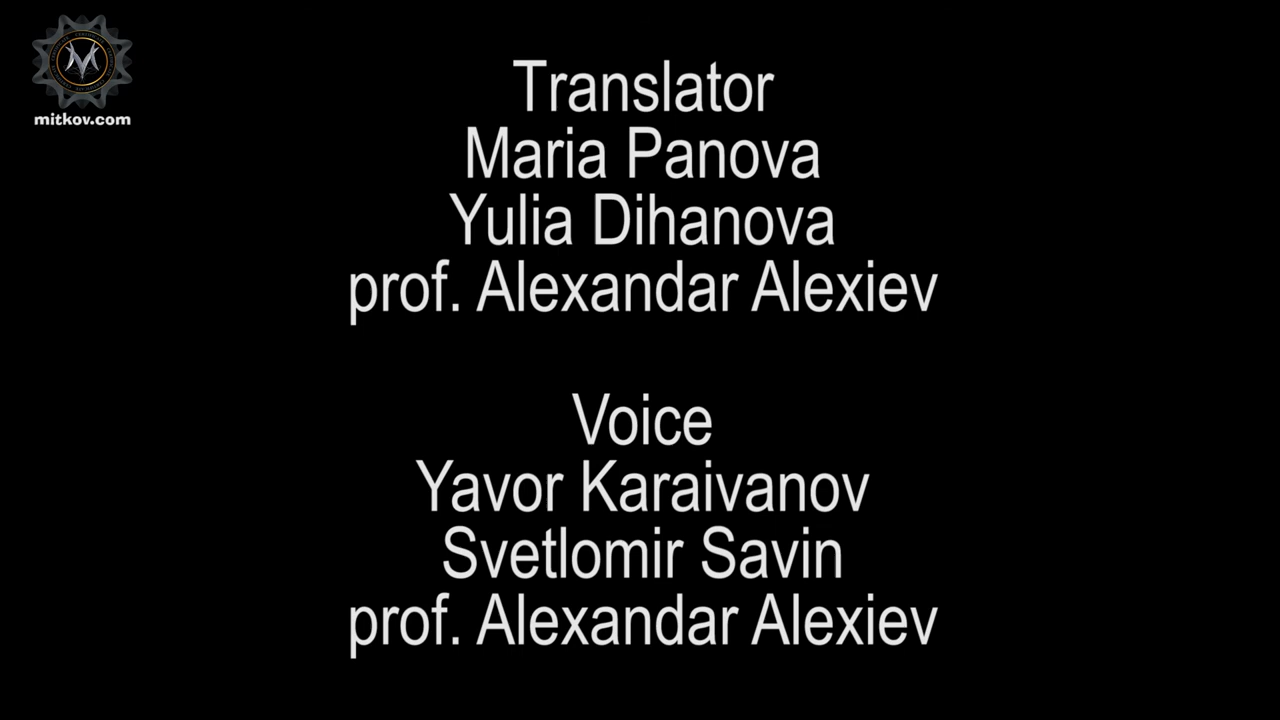 mitkov.com
Translator
Maria Panova
Yulia Dihanova
prof. Alexandar Alexiev
Voice
Yavor Karaivanov
Svetlomir Savin
prof. Alexandar Alexiev